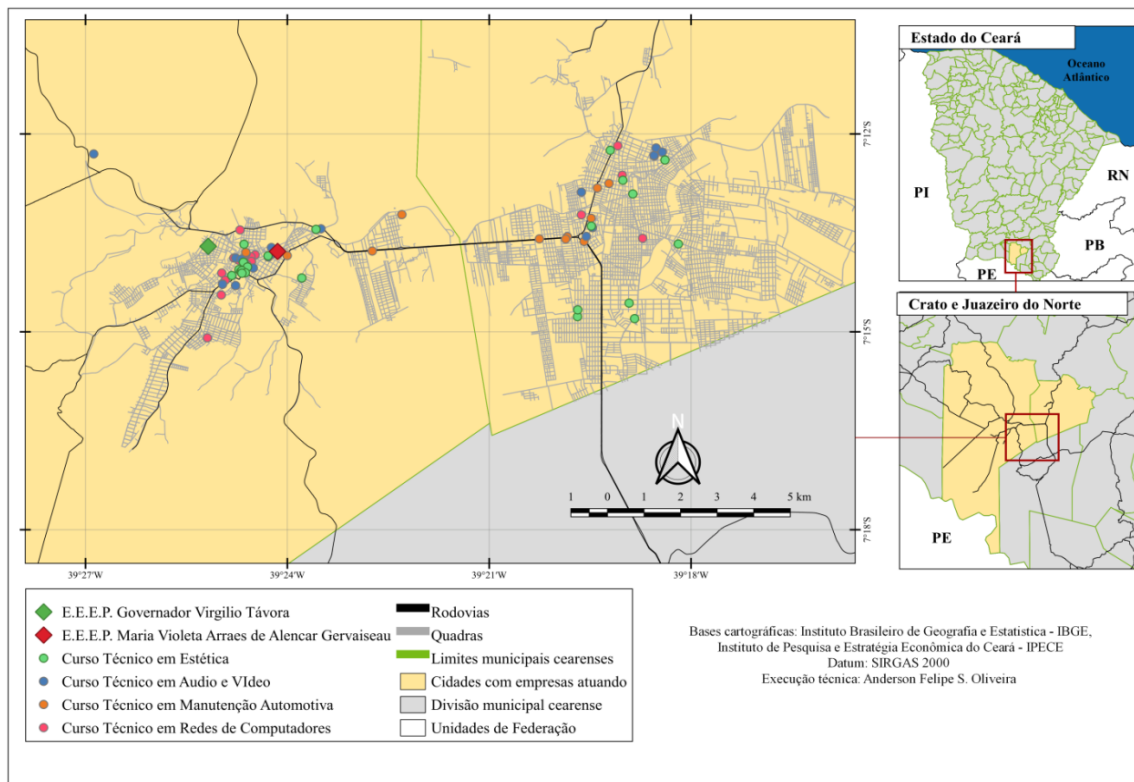 7°12'S
7°15'S
7°18'S
39°27'W
39°24'W
39°21'W
39°18'W
N
1 0 1 2 3 4 5 km
Estado do Ceará
Oceano
Atlântico
PI
RN
PB
PE
Crato e Juazeiro do Norte
PE
E.E.E.P. Governador Virgílio Távora
E.E.E.P. Maria Violeta Arraes de Alencar Gervaiseau
Curso Técnico em Estética
Curso Técnico em Audio e VIdeo
Curso Técnico em Manutenção Automotiva
Curso Técnico em Redes de Computadores
Rodovias
Quadras
Limites municipais cearenses
Cidades com empresas atuando
Divisão municipal cearense
Unidades de Federação
Bases cartográficas: Instituto Brasileiro de Geografia e Estatística - IBGE,
Instituto de Pesquisa e Estratégia Econômica do Ceará - IPECE
Datum: SIRGAS 2000
Execução técnica: Anderson Felipe S. Oliveira